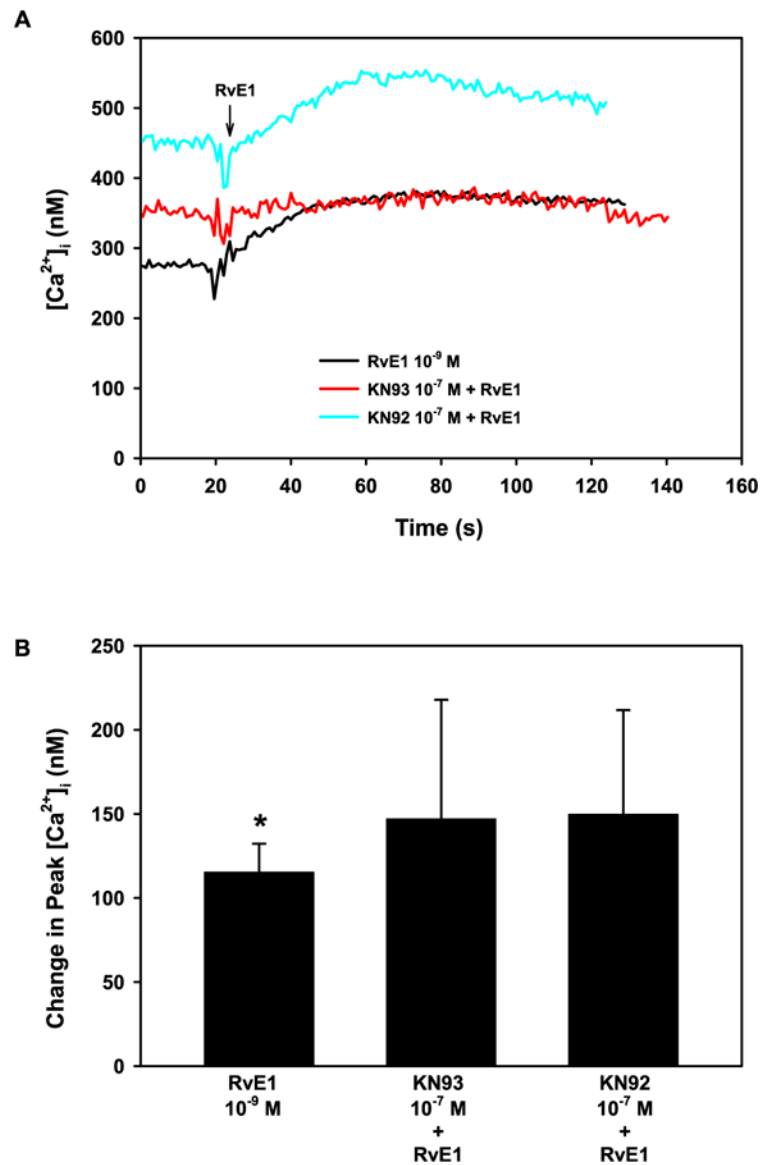 A
600
500
400
300
200
100
0
[Ca²⁺]ᵢ (nM)
RvE1
RvE1 10⁻⁹ M
KN93 10⁻⁷ M + RvE1
KN92 10⁻⁷ M + RvE1
0 20 40 60 80 100 120 140 160
Time (s)
B
250
200
150
100
50
0
Change in Peak [Ca²⁺]ᵢ (nM)
*
RvE1 KN93 KN92
10⁻⁹ M 10⁻⁷ M 10⁻⁷ M
+ +
RvE1 RvE1